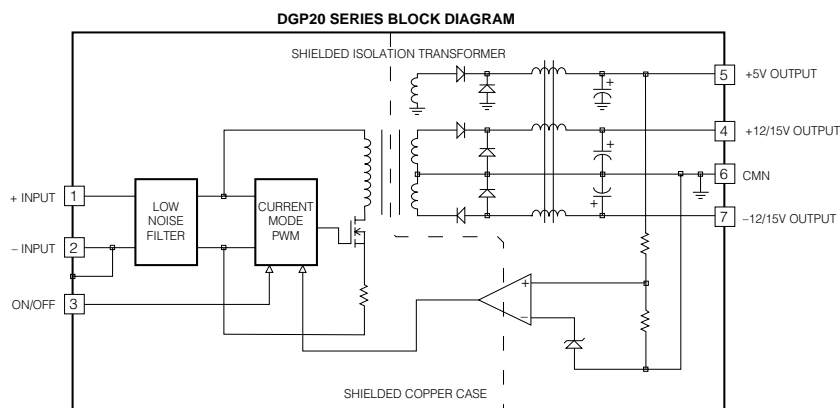 DGP20 SERIES BLOCK DIAGRAM
SHIELDED ISOLATION TRANSFORMER
5
+5V OUTPUT
+
4
+12/15V OUTPUT
+
6
CMN
+
7
–12/15V OUTPUT
+ INPUT
1
LOW
NOISE
FILTER
CURRENT
MODE
PWM
– INPUT
2
ON/OFF
3
+
–
SHIELDED COPPER CASE